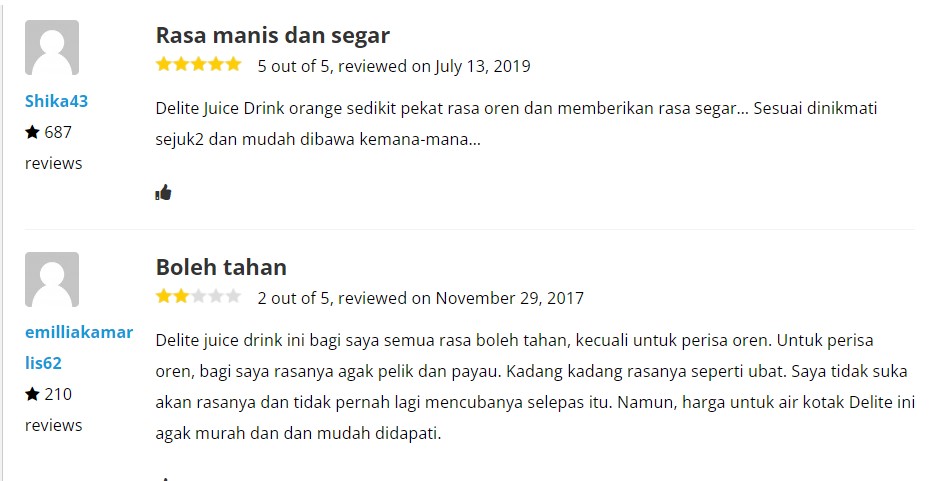 Rasa manis dan segar
5 out of 5, reviewed on July 13, 2019
Shika43
687
reviews
Delite Juice Drink orange sedikit pekat rasa oren dan memberikan rasa segar... Sesuai dinikmati
sejuk2 dan mudah dibawa kemana-mana...
Boleh tahan
2 out of 5, reviewed on November 29, 2017
emilliakamar
lis62
210
reviews
Delite juice drink ini bagi saya semua rasa boleh tahan, kecuali untuk perisa oren. Untuk perisa
oren, bagi saya rasanya agak pelik dan payau. Kadang kadang rasanya seperti ubat. Saya tidak suka
akan rasanya dan tidak pernah lagi mencubanya selepas itu. Namun, harga untuk air kotak Delite ini
agak murah dan dan mudah didapati.